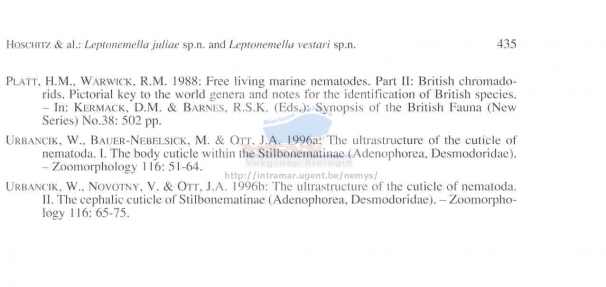 HOSCHITZ & al.: Leptonemella juliae sp.n. and Leptonemella vestari sp.n. 435
PLATT, H.M., WARWICK, R.M. 1988: Free living marine nematodes. Part II: British chromado-
rids. Pictorial key to the world genera and notes for the identification of British species.
– In: KERMACK, D.M. & BARNES, R.S.K. (Eds.): Synopsis of the British Fauna (New
Series) No.38: 502 pp.
URBANCIK, W., BAUER-NEBELSICK, M. & OTT, J.A. 1996a: The ultrastructure of the cuticle of
nematoda. I. The body cuticle within the Stilbonematinae (Adenophorea, Desmodoridae).
– Zoomorphology 116: 51-64.
http://intramar.ugent.be/nemys/
URBANCIK, W., NOVOTNY, V. & OTT, J.A. 1996b: The ultrastructure of the cuticle of nematoda.
II. The cephalic cuticle of Stilbonematinae (Adenophorea, Desmodoridae). – Zoomorpho-
logy 116: 65-75.